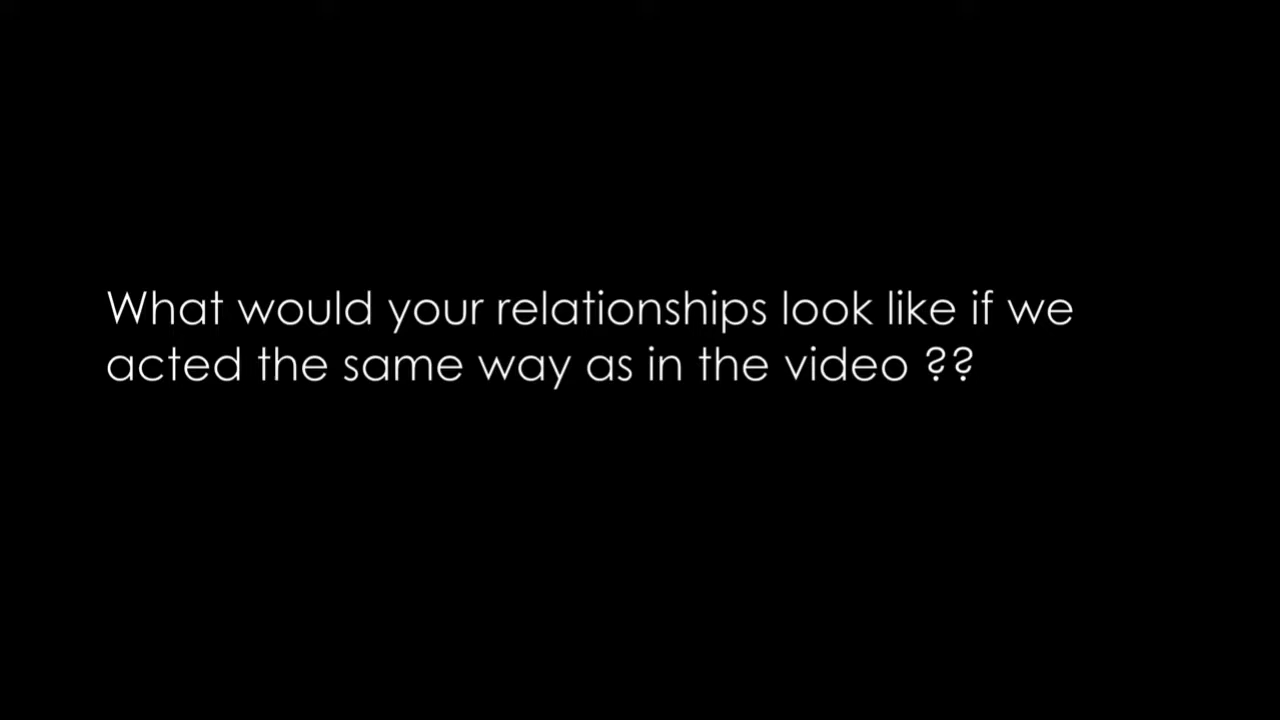 What would your relationships look like if we
acted the same way as in the video ??